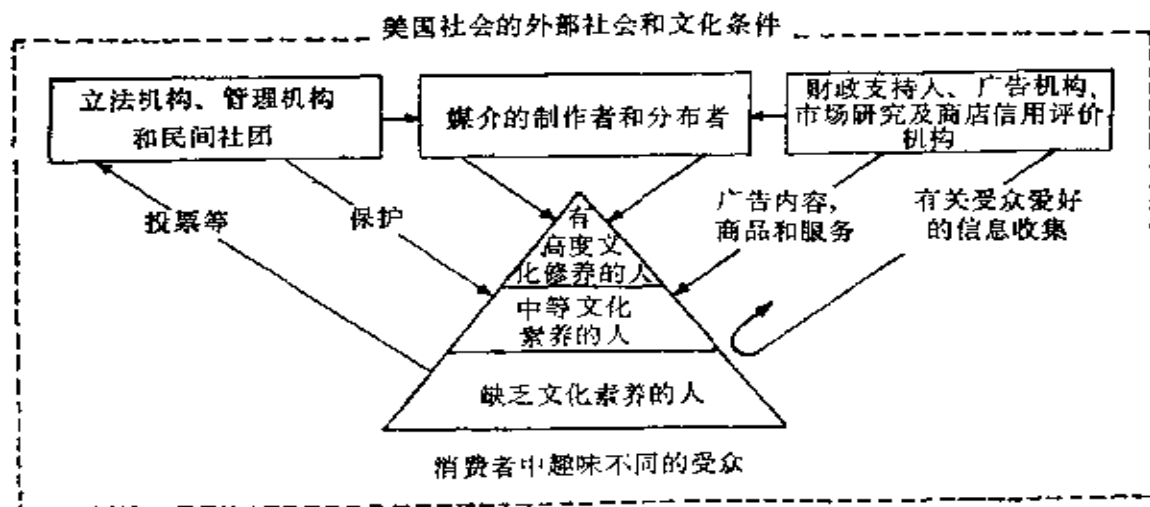 美国社会的外部社会和文化条件
立法机构、管理机构
和民间社团
媒介的制作者和分布者
财政支持人、广告机构、
市场研究及商店信用评价
机构
投票等
保护
广告内容，
商品和服务
有关受众爱好
的信息收集
有
高度文
化修养的人
中等文化
素养的人
缺乏文化素养的人
消费者中趣味不同的受众